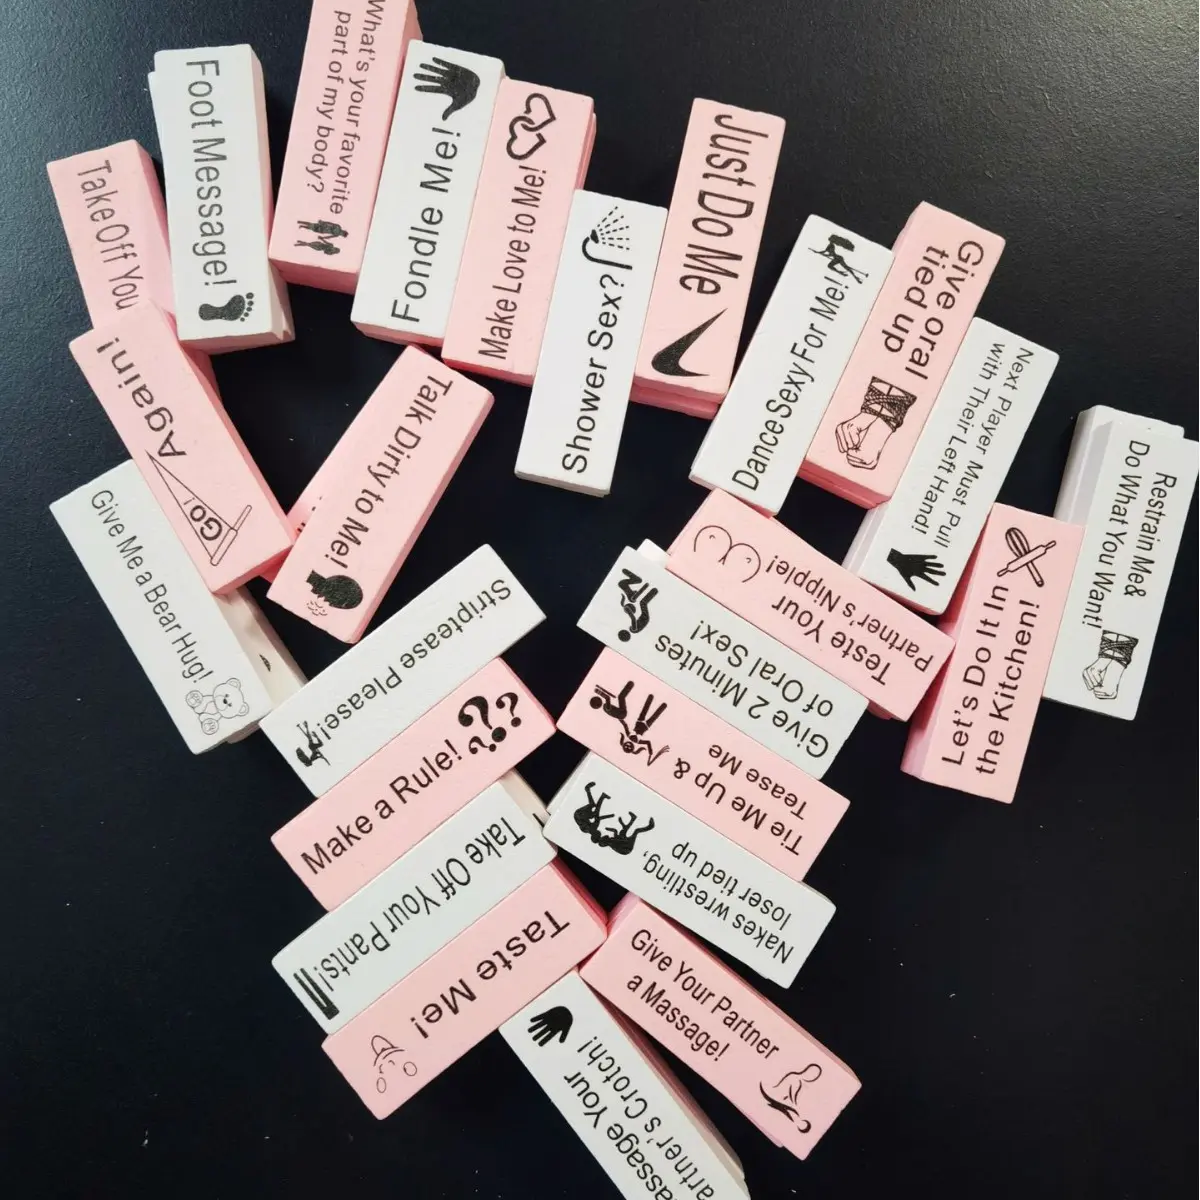 Take Off You
Foot Message!
What's your favorite
part of my body?
Fondle Me!
Make Love to Me!
Shower Sex?
Just Do Me
Dance Sexy For Me!
Give oral
tied up
Next Player Must Pull
with Their Left Hand!
Restrain Me&
Do What You Want!
Again!
Go!
Talk Dirty to Me!
Give Me a Bear Hug!
Striptease Please!
Make a Rule!
Take Off Your Pants!
Taste Me!
Teste Your
Partner's Nipple!
Let's Do It In
the Kitchen!
Give 2 Minutes
of Oral Sex!
Tie Me Up &
Tease Me
Nakes wrestling,
loser tied up
Give Your Partner
a Massage!
assage Your
artner's Crotch!